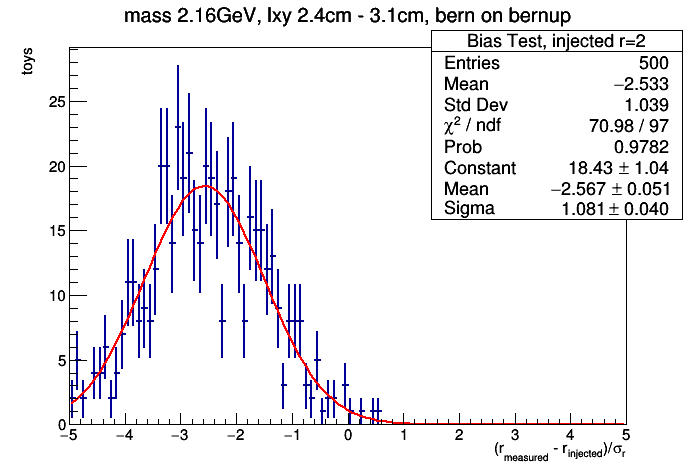 mass 2.16GeV, lxy 2.4cm - 3.1cm, bern on bernup
toys
Bias Test, injected r=2
Entries 500
Mean −2.533
Std Dev 1.039
χ² / ndf 70.98 / 97
Prob 0.9782
Constant 18.43 ± 1.04
Mean −2.567 ± 0.051
Sigma 1.081 ± 0.040
25
20
15
10
5
0
−5 −4 −3 −2 −1 0 1 2 3 4 5
(r_measured - r_injected)/σ_r